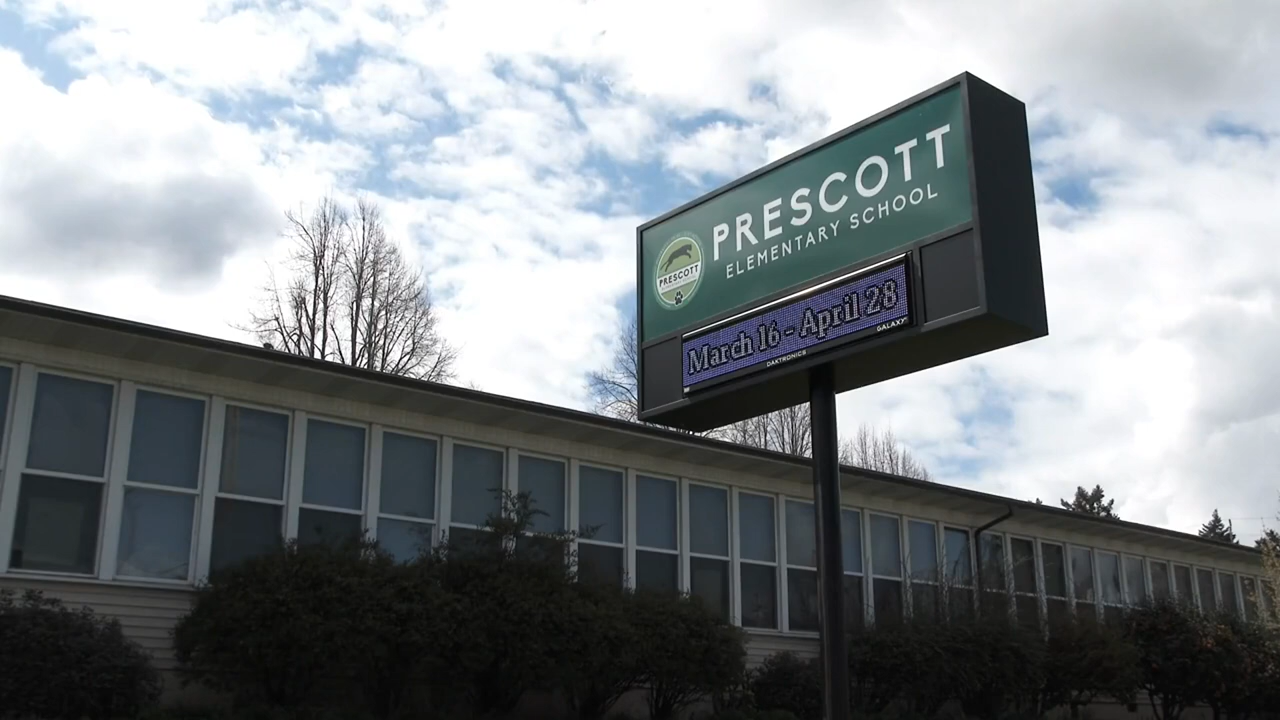 PRESCOTT
ELEMENTARY SCHOOL
PRESCOTT
March 16 - April 28
DAKTRONICS
GALAXY